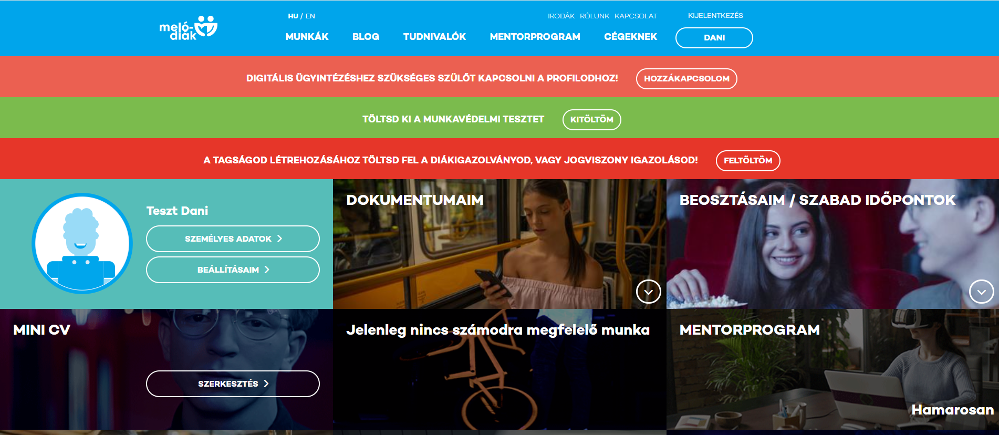 meló-
diák
HU / EN
IRODÁK RÓLUNK KAPCSOLAT
KIJELENTKEZÉS
MUNKÁK BLOG TUDNIVALÓK MENTORPROGRAM CÉGEKNEK
DANI
DIGITÁLIS ÜGYINTÉZÉSHEZ SZÜKSÉGES SZÜLŐT KAPCSOLNI A PROFILODHOZ! HOZZÁKAPCSOLOM
TÖLTSD KI A MUNKAVÉDELMI TESZTET KITÖLTÖM
A TAGSÁGOD LÉTREHOZÁSÁHOZ TÖLTSD FEL A DIÁKIGAZOLVÁNYOD, VAGY JOGVISZONY IGAZOLÁSOD! FELTÖLTÖM
Teszt Dani
SZEMÉLYES ADATOK
BEÁLLÍTÁSAIM
DOKUMENTUMAIM
BEOSZTÁSAIM / SZABAD IDŐPONTOK
MINI CV
SZERKESZTÉS
Jelenleg nincs számodra megfelelő munka
MENTORPROGRAM
Hamarosan